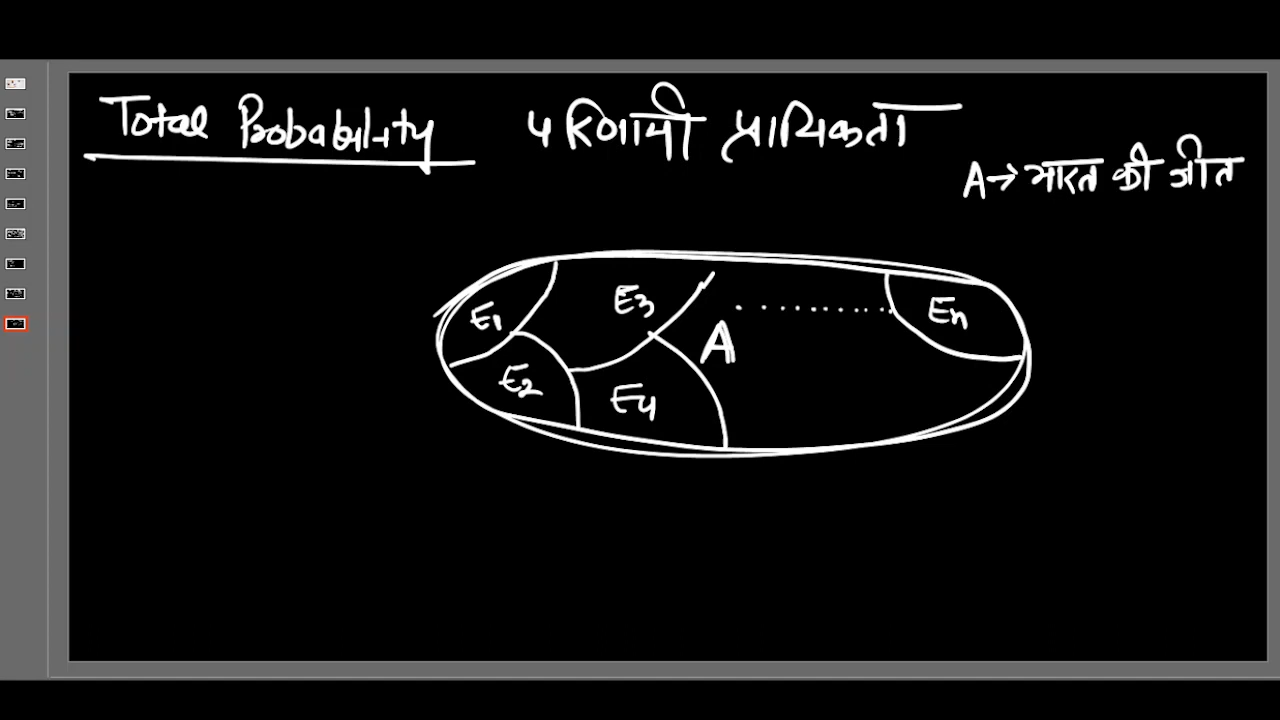 Total Probability परिणामी प्रायिकता
A→ भारत की जीत
E1 E3 ........... En
A
E2 E4